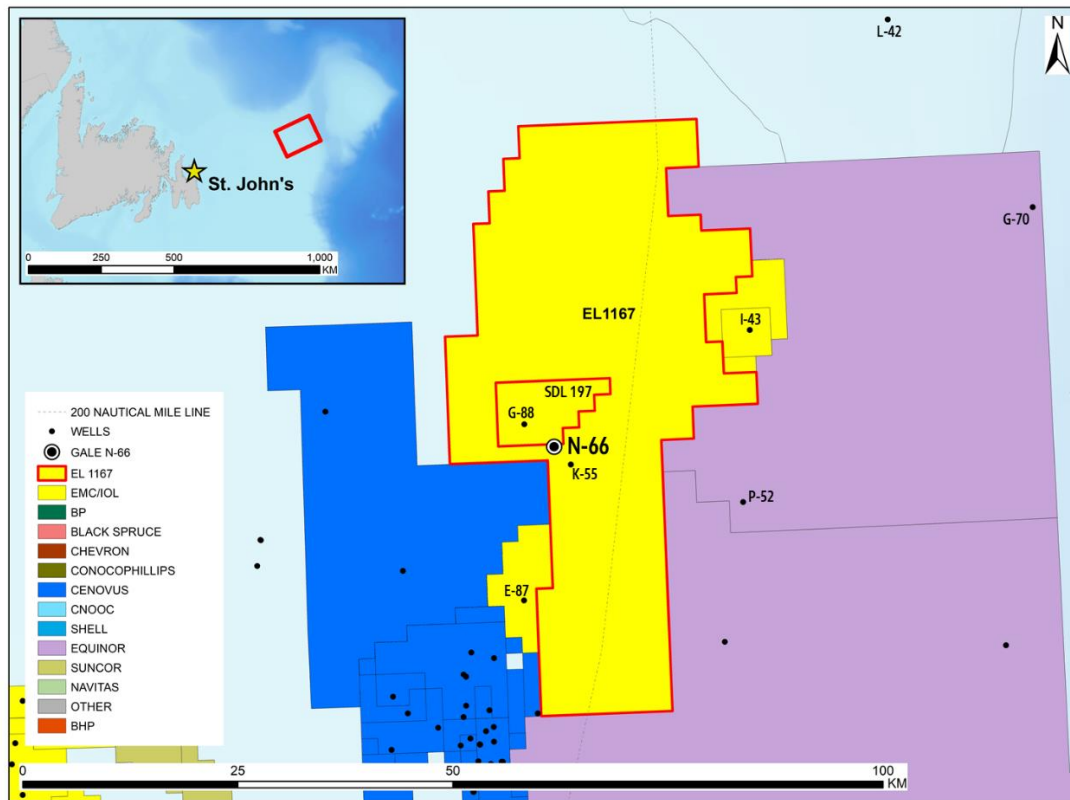 St. John's
0 250 500 1,000
KM
L-42
N
G-70
EL1167
I-43
SDL 197
G-88
N-66
K-55
P-52
E-87
200 NAUTICAL MILE LINE
WELLS
GALE N-66
EL 1167
EMC/IOL
BP
BLACK SPRUCE
CHEVRON
CONOCOPHILLIPS
CENOVUS
CNOOC
SHELL
EQUINOR
SUNCOR
NAVITAS
OTHER
BHP
0 25 50 100
KM